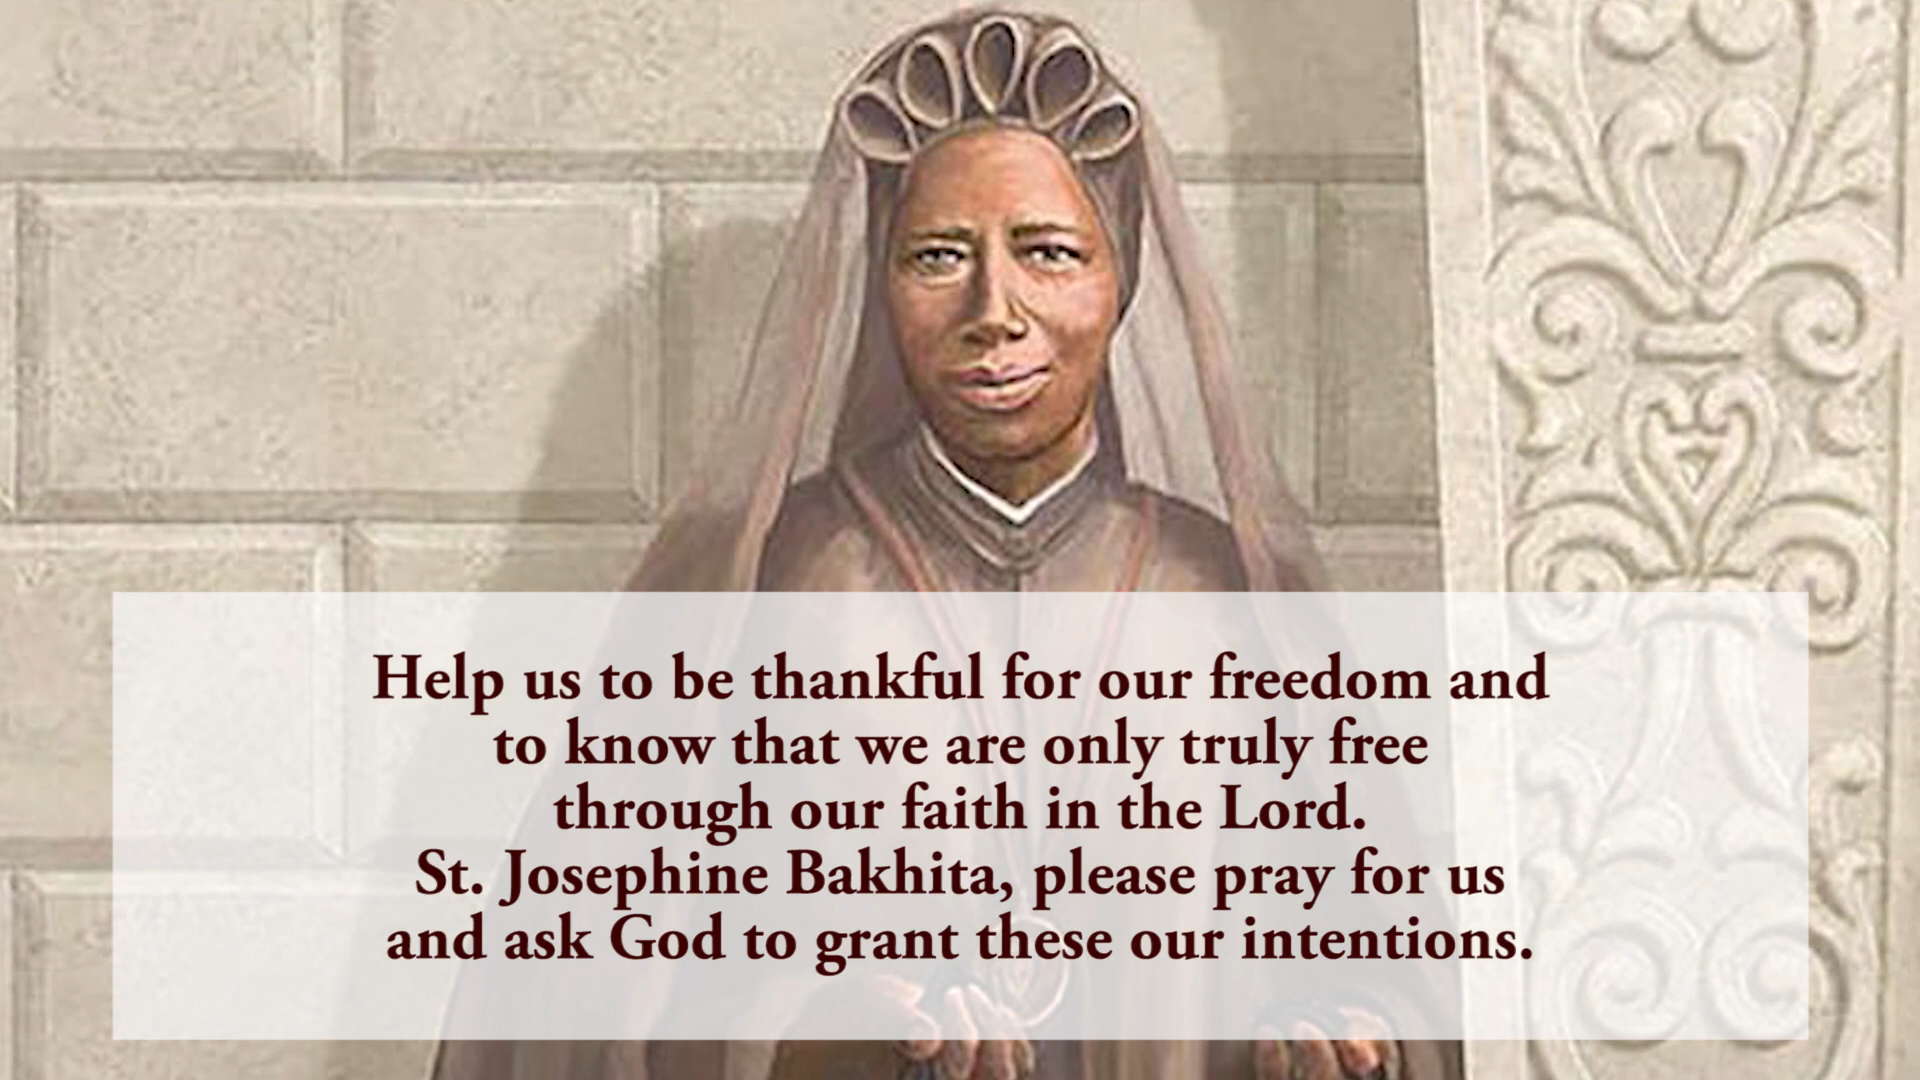 Help us to be thankful for our freedom and
to know that we are only truly free
through our faith in the Lord.
St. Josephine Bakhita, please pray for us
and ask God to grant these our intentions.